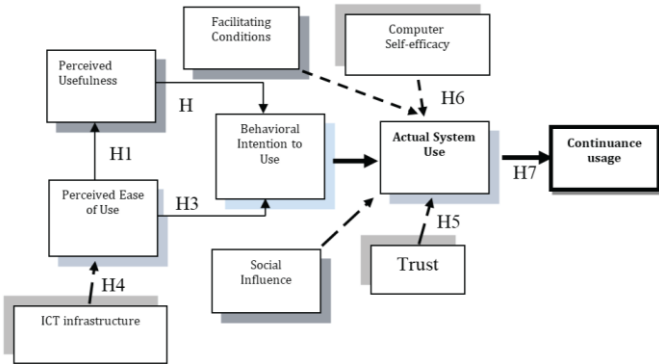 Facilitating
Conditions
Computer
Self-efficacy
Perceived
Usefulness
H
H6
Behavioral
Intention to
Use
Actual System
Use
Continuance
usage
H1
H7
Perceived Ease
of Use
H3
H5
Social
Influence
Trust
H4
ICT infrastructure